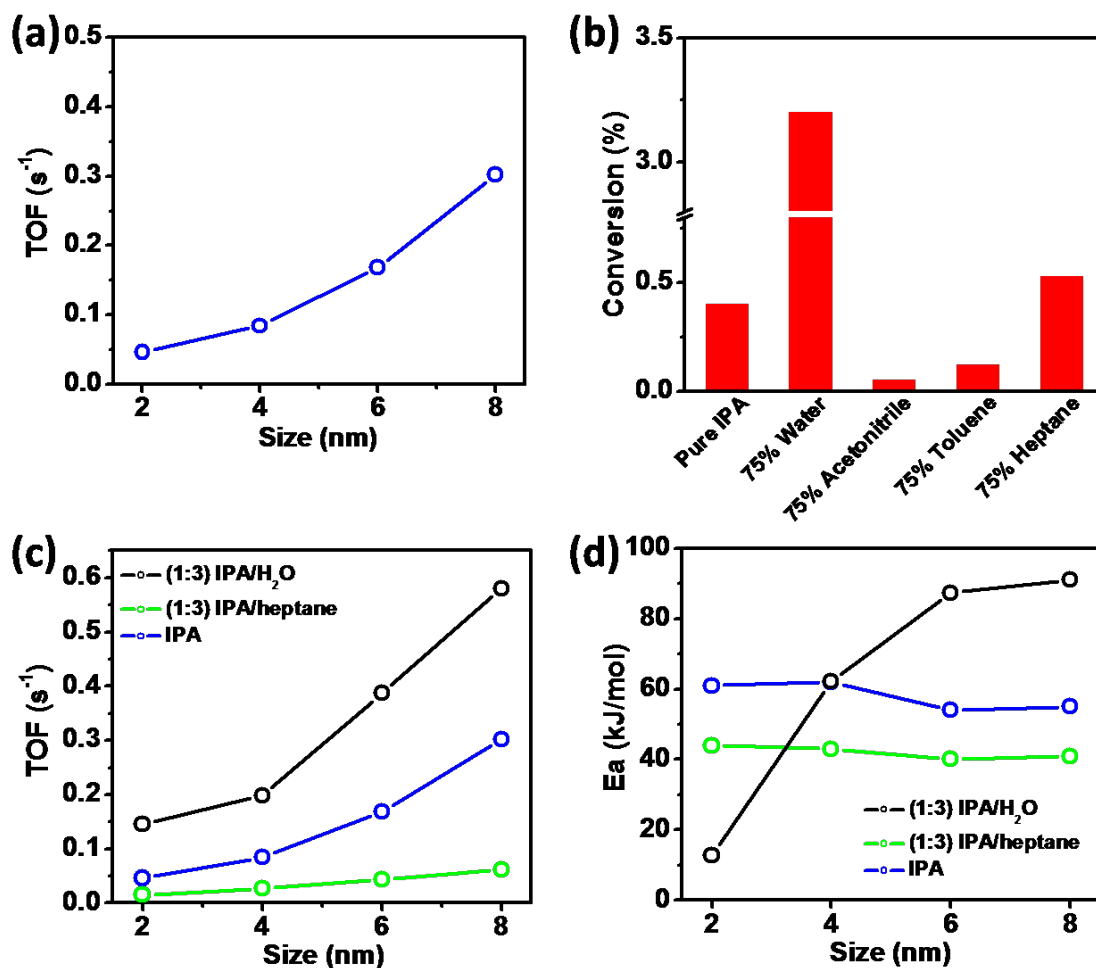 (a)
TOF (s⁻¹)
0.5
0.4
0.3
0.2
0.1
0.0
2 4 6 8
Size (nm)
(b)
Conversion (%)
3.5
3.0
0.5
0.0
Pure IPA
75% Water
75% Acetonitrile
75% Toluene
75% Heptane
(c)
TOF (s⁻¹)
0.6
0.5
0.4
0.3
0.2
0.1
0.0
(1:3) IPA/H₂O
(1:3) IPA/heptane
IPA
2 4 6 8
Size (nm)
(d)
Ea (kJ/mol)
100
80
60
40
20
0
(1:3) IPA/H₂O
(1:3) IPA/heptane
IPA
2 4 6 8
Size (nm)